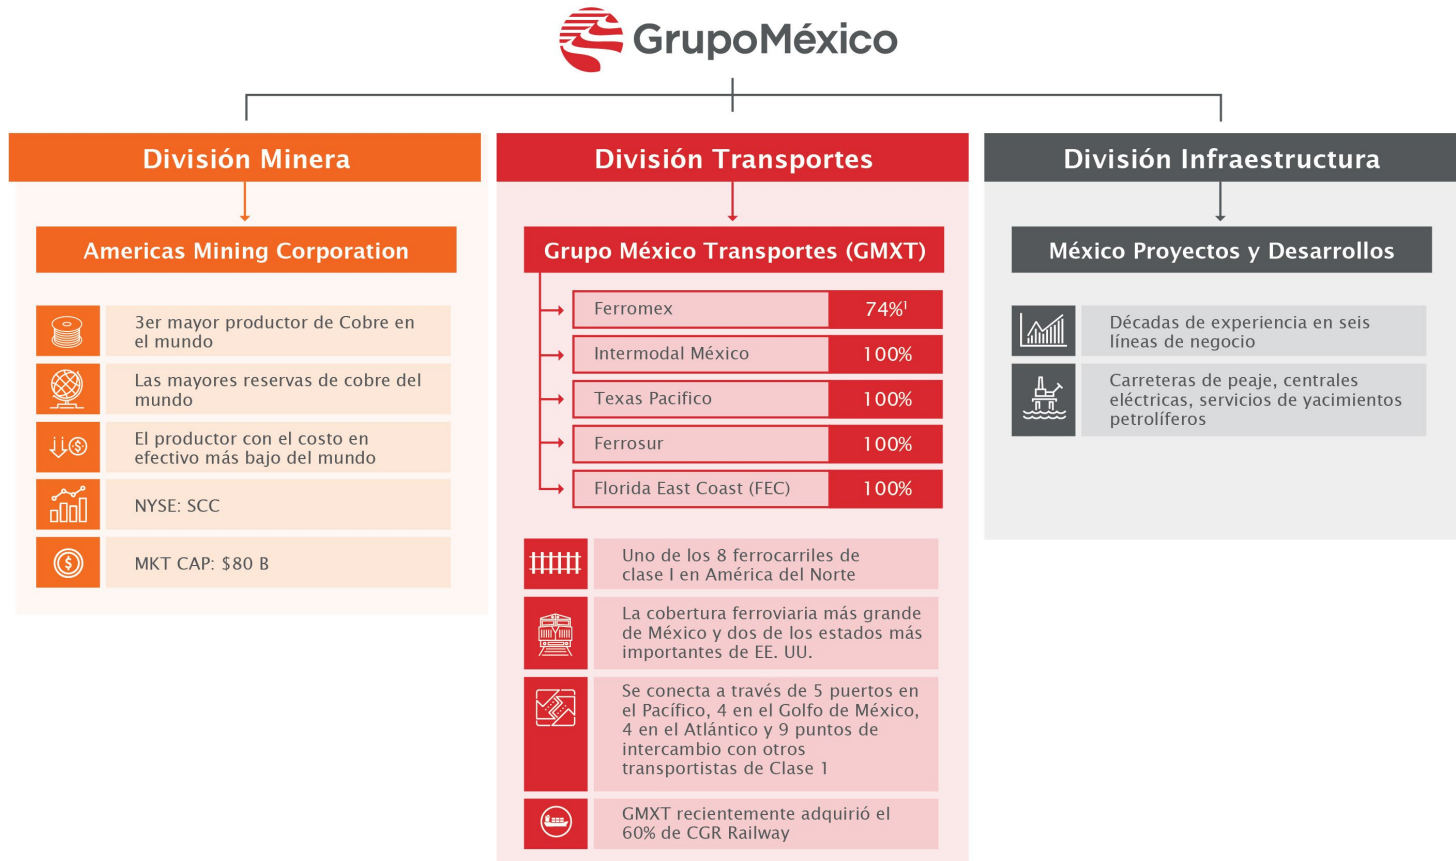 GrupoMéxico
División Minera
Americas Mining Corporation
3er mayor productor de Cobre en
el mundo
Las mayores reservas de cobre del
mundo
El productor con el costo en
efectivo más bajo del mundo
NYSE: SCC
MKT CAP: $80 B
División Transportes
Grupo México Transportes (GMXT)
Ferromex 74%¹
Intermodal México 100%
Texas Pacifico 100%
Ferrosur 100%
Florida East Coast (FEC) 100%
Uno de los 8 ferrocarriles de
clase I en América del Norte
La cobertura ferroviaria más grande
de México y dos de los estados más
importantes de EE. UU.
Se conecta a través de 5 puertos en
el Pacífico, 4 en el Golfo de México,
4 en el Atlántico y 9 puntos de
intercambio con otros
transportistas de Clase 1
GMXT recientemente adquirió el
60% de CGR Railway
División Infraestructura
México Proyectos y Desarrollos
Décadas de experiencia en seis
líneas de negocio
Carreteras de peaje, centrales
eléctricas, servicios de yacimientos
petrolíferos